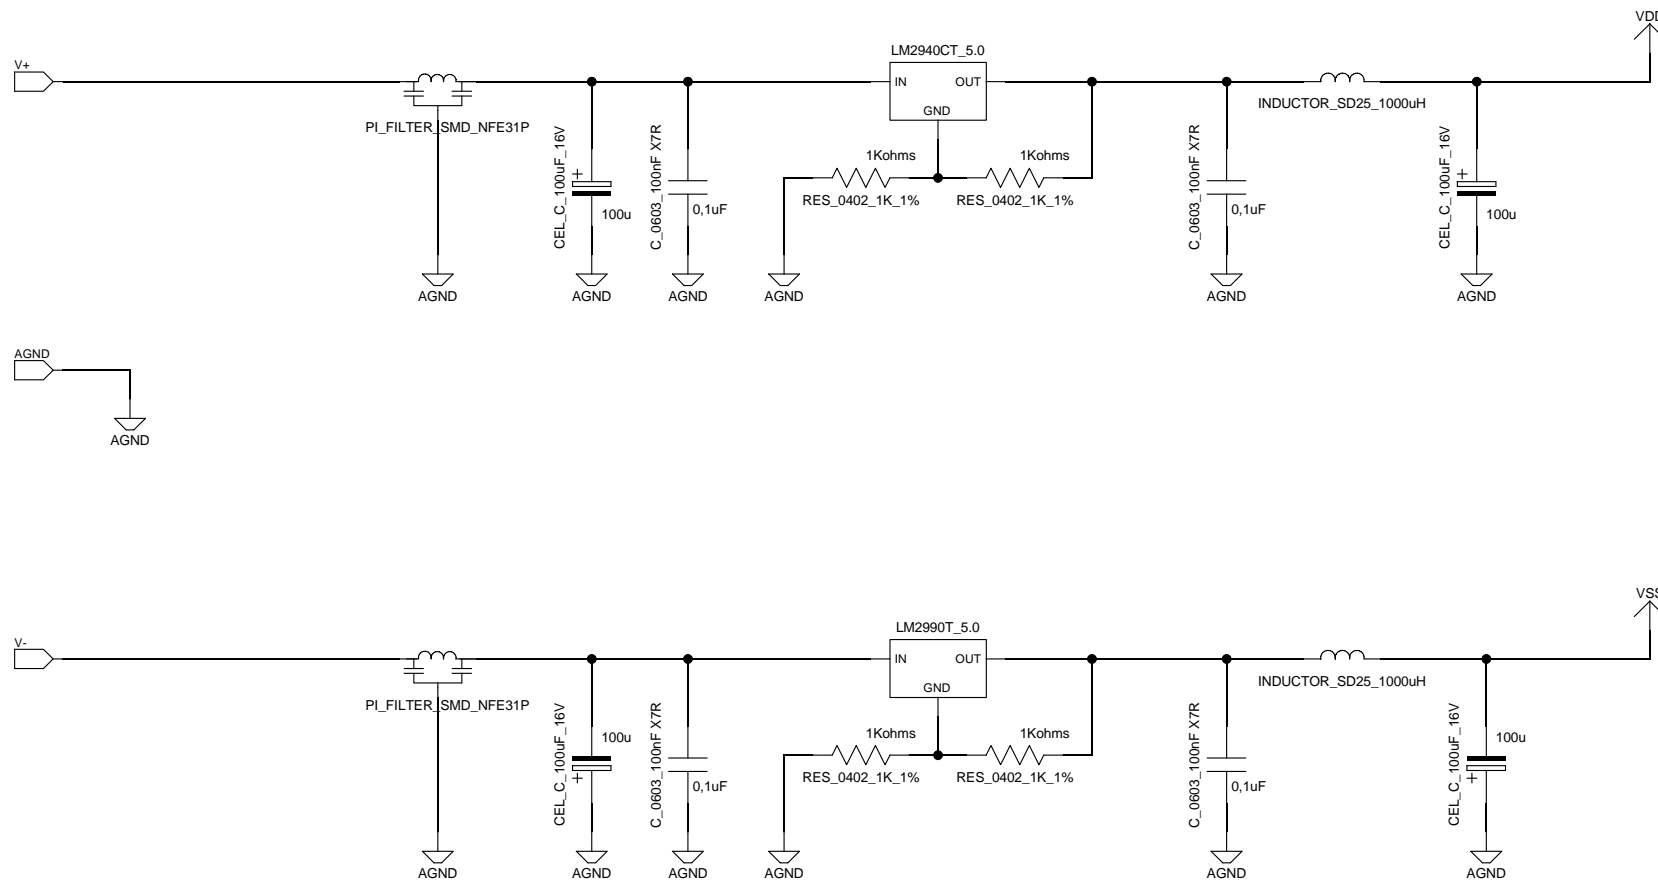 VDD
LM2940CT_5.0
V+
IN
OUT
GND
INDUCTOR_SD25_1000uH
PI_FILTER_SMD_NFE31P
CEL_C_100uF_16V
100u
C_0603_100nF X7R
0,1uF
1Kohms
RES_0402_1K_1%
1Kohms
RES_0402_1K_1%
C_0603_100nF X7R
0,1uF
CEL_C_100uF_16V
100u
AGND
AGND
AGND
AGND
AGND
AGND
AGND
AGND
VSS
LM2990T_5.0
V-
IN
OUT
GND
INDUCTOR_SD25_1000uH
PI_FILTER_SMD_NFE31P
CEL_C_100uF_16V
100u
C_0603_100nF X7R
0,1uF
1Kohms
RES_0402_1K_1%
1Kohms
RES_0402_1K_1%
C_0603_100nF X7R
0,1uF
CEL_C_100uF_16V
100u
AGND
AGND
AGND
AGND
AGND
AGND